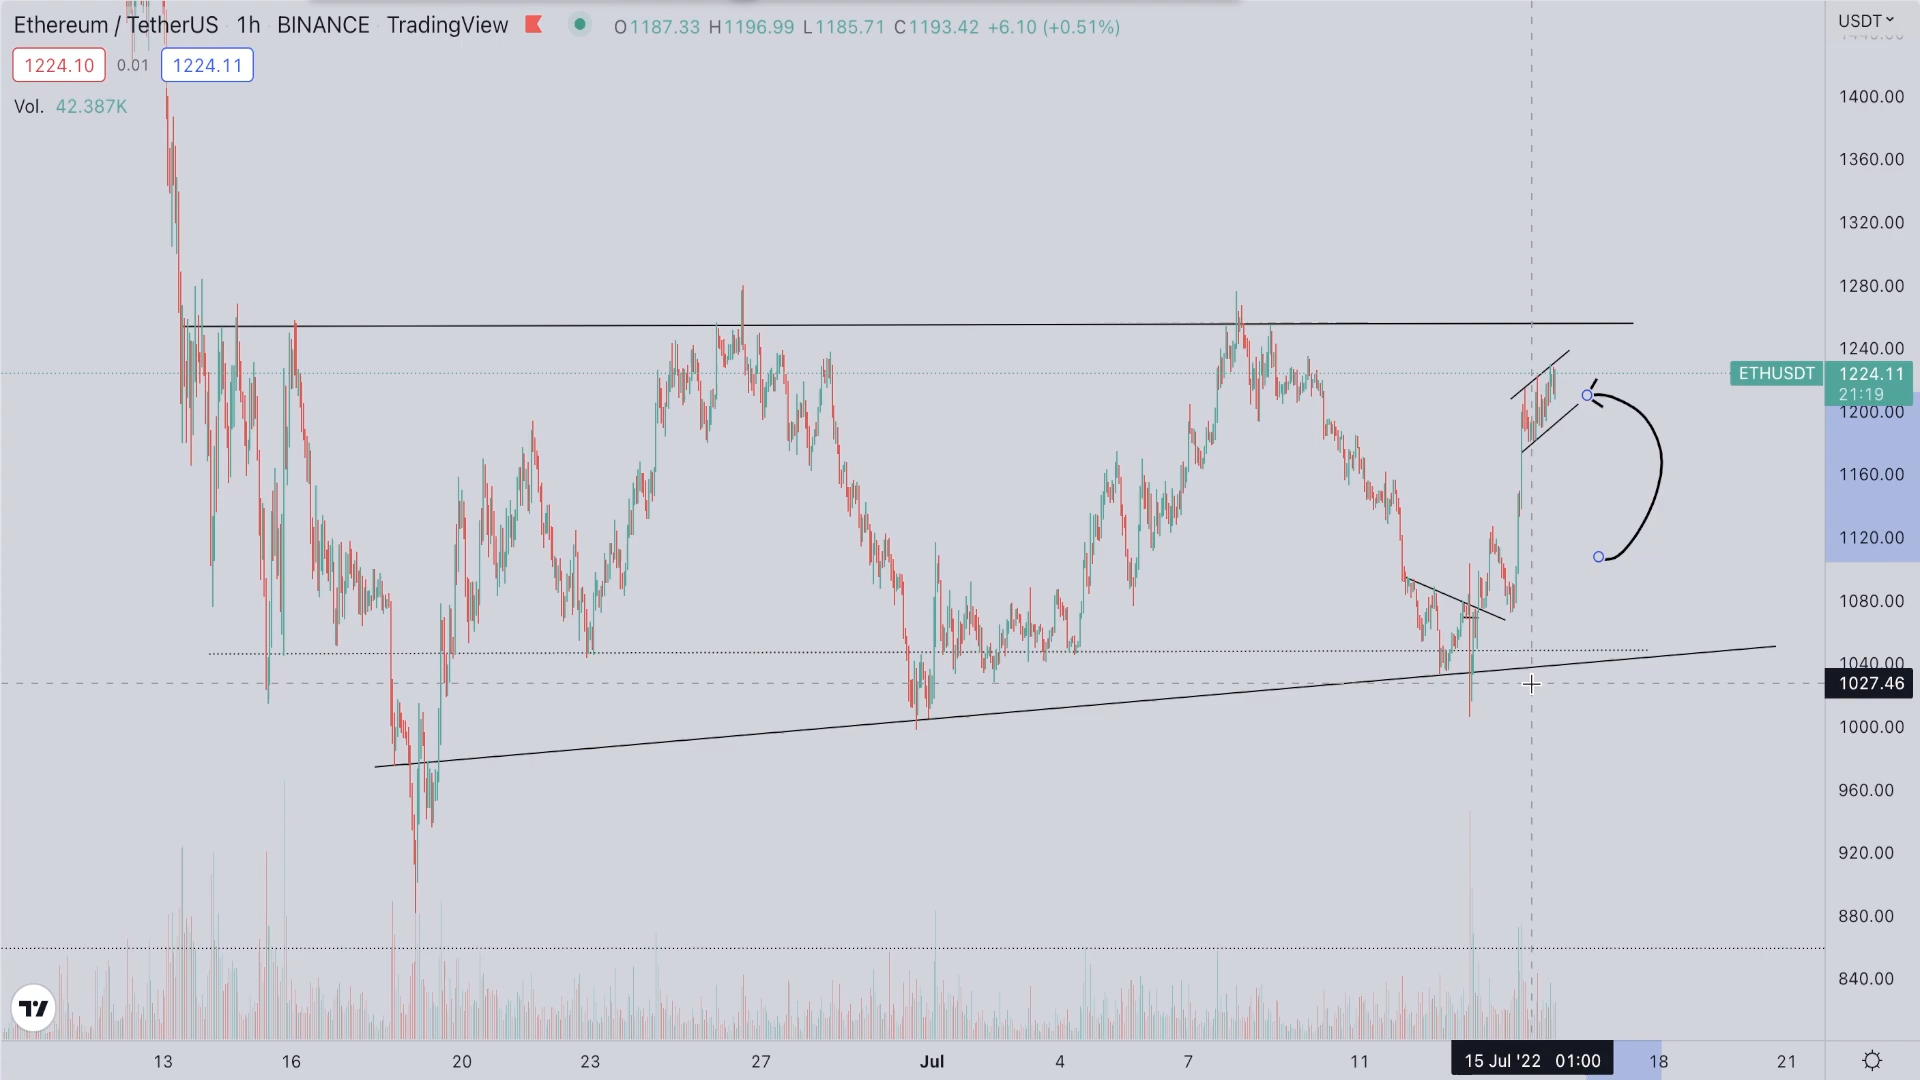 Ethereum / TetherUS 1h BINANCE TradingView O1187.33 H1196.99 L1185.71 C1193.42 +6.10 (+0.51%)
USDT
1224.10 0.01 1224.11
Vol. 42.387K
1400.00
1360.00
1320.00
1280.00
1240.00
ETHUSDT 1224.11
21:19
1200.00
1160.00
1120.00
1080.00
1040.00
1027.46
1000.00
960.00
920.00
880.00
840.00
13 16 20 23 27 Jul 4 7 11 15 Jul '22 01:00 18 21